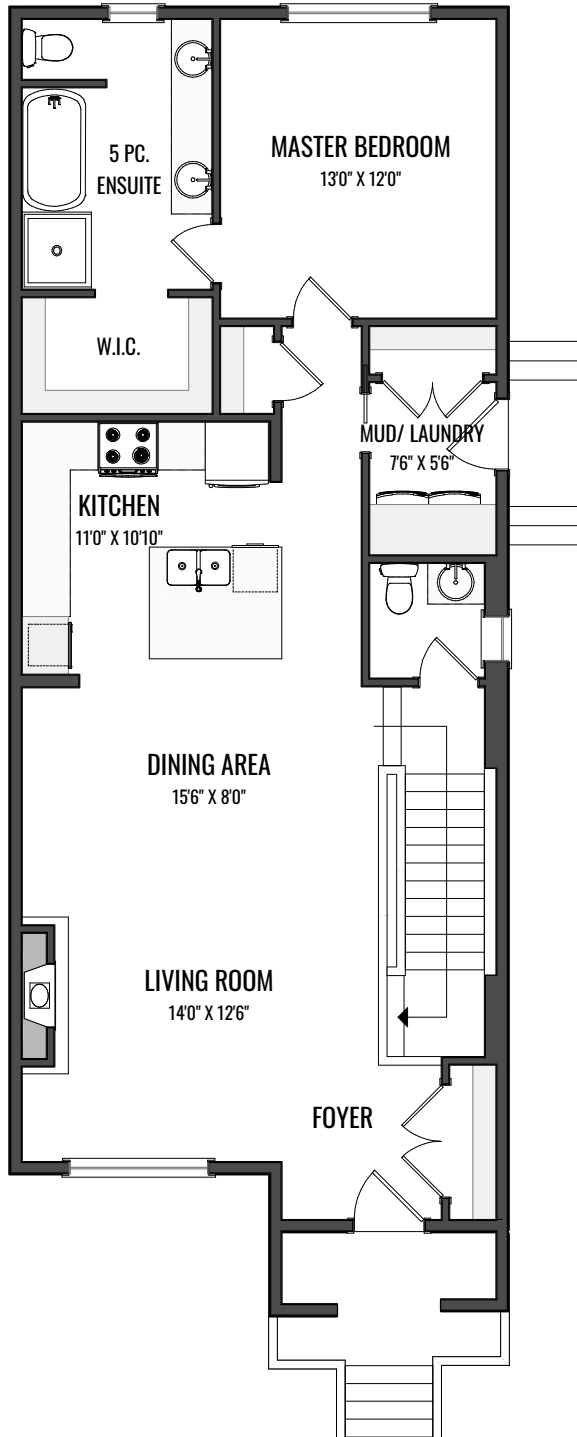 5 PC.
ENSUITE
MASTER BEDROOM
13'0" X 12'0"
W.I.C.
MUD/ LAUNDRY
7'6" X 5'6"
KITCHEN
11'0" X 10'10"
DINING AREA
15'6" X 8'0"
LIVING ROOM
14'0" X 12'6"
FOYER